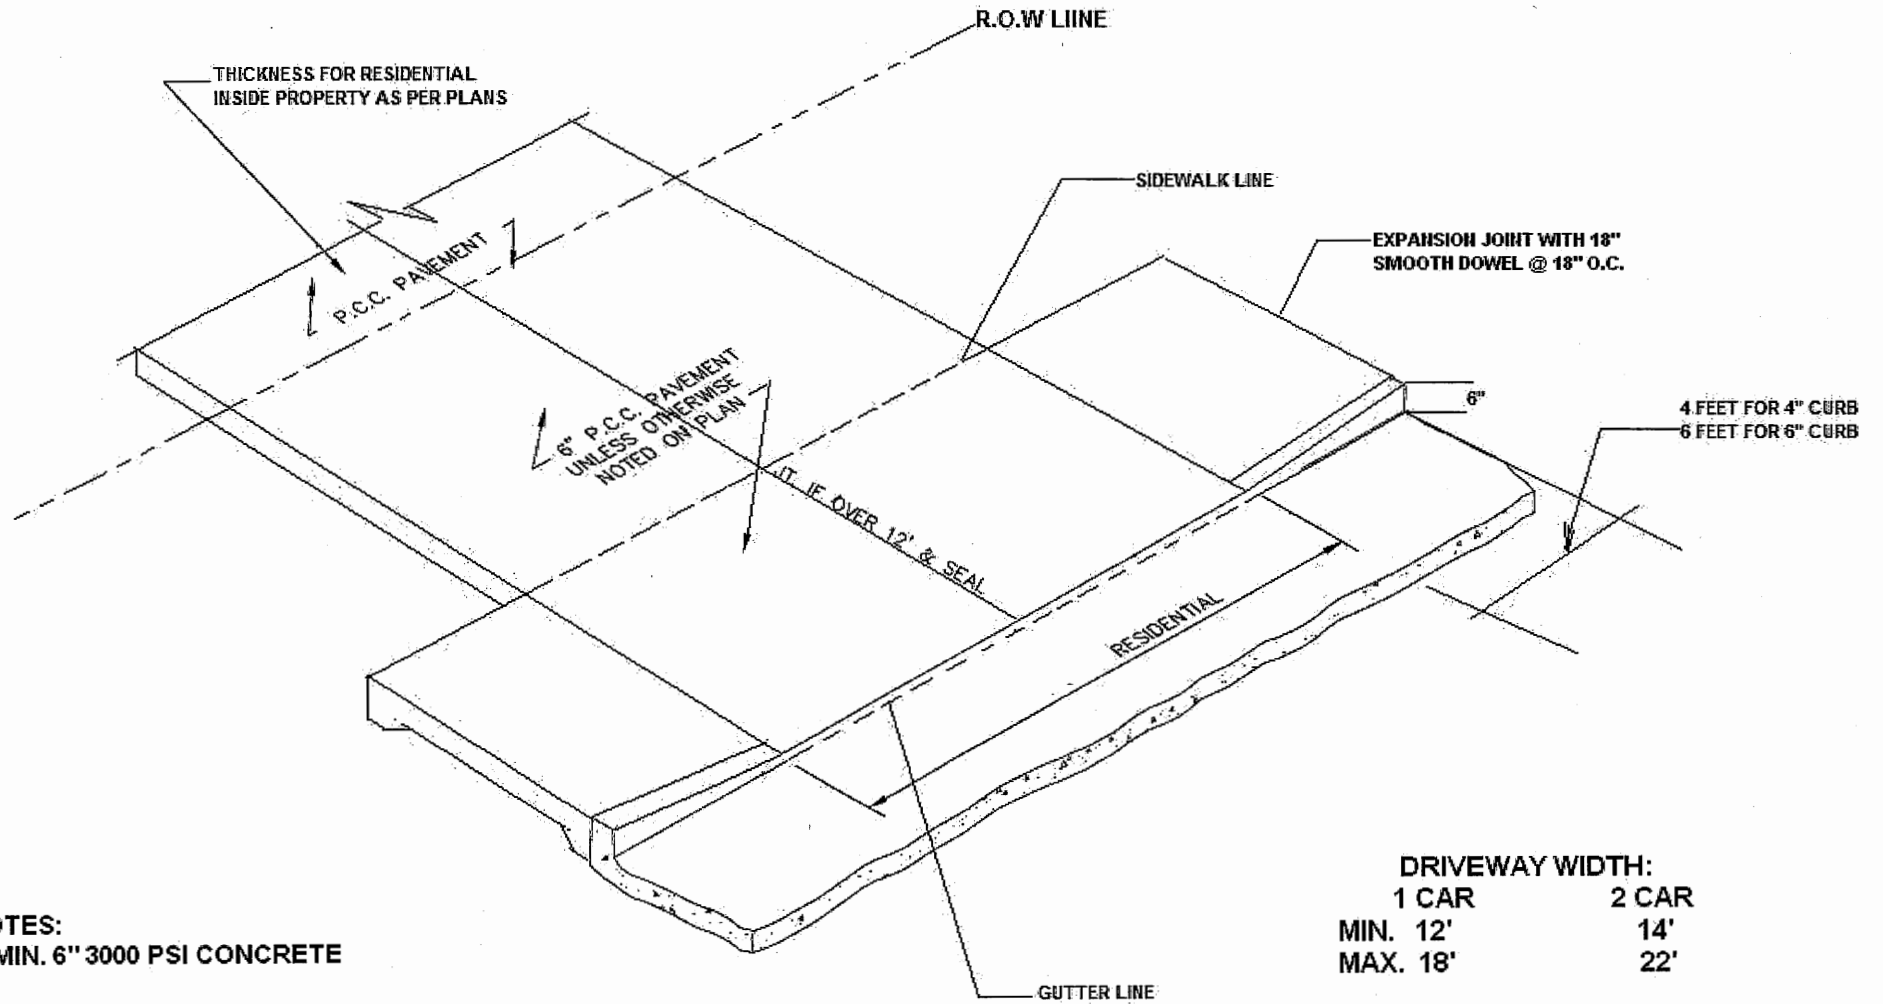 R.O.W LIINE
THICKNESS FOR RESIDENTIAL
INSIDE PROPERTY AS PER PLANS
SIDEWALK LINE
EXPANSION JOINT WITH 18"
SMOOTH DOWEL @ 18" O.C.
P.C.C. PAVEMENT
6" P.C.C. PAVEMENT
UNLESS OTHERWISE
NOTED ON PLAN
6"
4 FEET FOR 4" CURB
6 FEET FOR 6" CURB
JT IF OVER 12' & SEAL
RESIDENTIAL
DRIVEWAY WIDTH:
1 CAR 2 CAR
MIN. 12' 14'
MAX. 18' 22'
OTES:
MIN. 6" 3000 PSI CONCRETE
GUTTER LINE